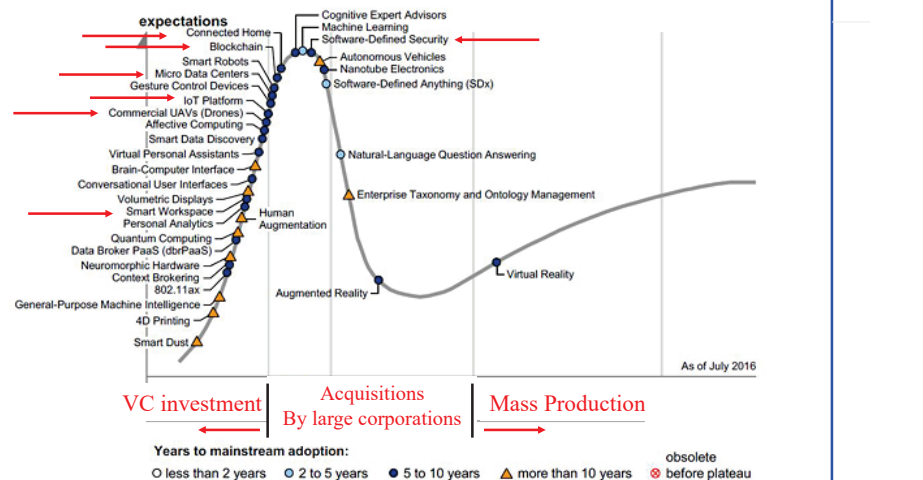 expectations
Connected Home
Blockchain
Smart Robots
Micro Data Centers
Gesture Control Devices
IoT Platform
Commercial UAVs (Drones)
Affective Computing
Smart Data Discovery
Virtual Personal Assistants
Brain-Computer Interface
Conversational User Interfaces
Volumetric Displays
Smart Workspace
Personal Analytics
Quantum Computing
Data Broker PaaS (dbrPaaS)
Neuromorphic Hardware
Context Brokering
802.11ax
General-Purpose Machine Intelligence
4D Printing
Smart Dust
Human
Augmentation
Cognitive Expert Advisors
Machine Learning
Software-Defined Security
Autonomous Vehicles
Nanotube Electronics
Software-Defined Anything (SDx)
Natural-Language Question Answering
Enterprise Taxonomy and Ontology Management
Augmented Reality
Virtual Reality
As of July 2016
VC investment
Acquisitions
By large corporations
Mass Production
Years to mainstream adoption:
less than 2 years
2 to 5 years
5 to 10 years
more than 10 years
obsolete
before plateau